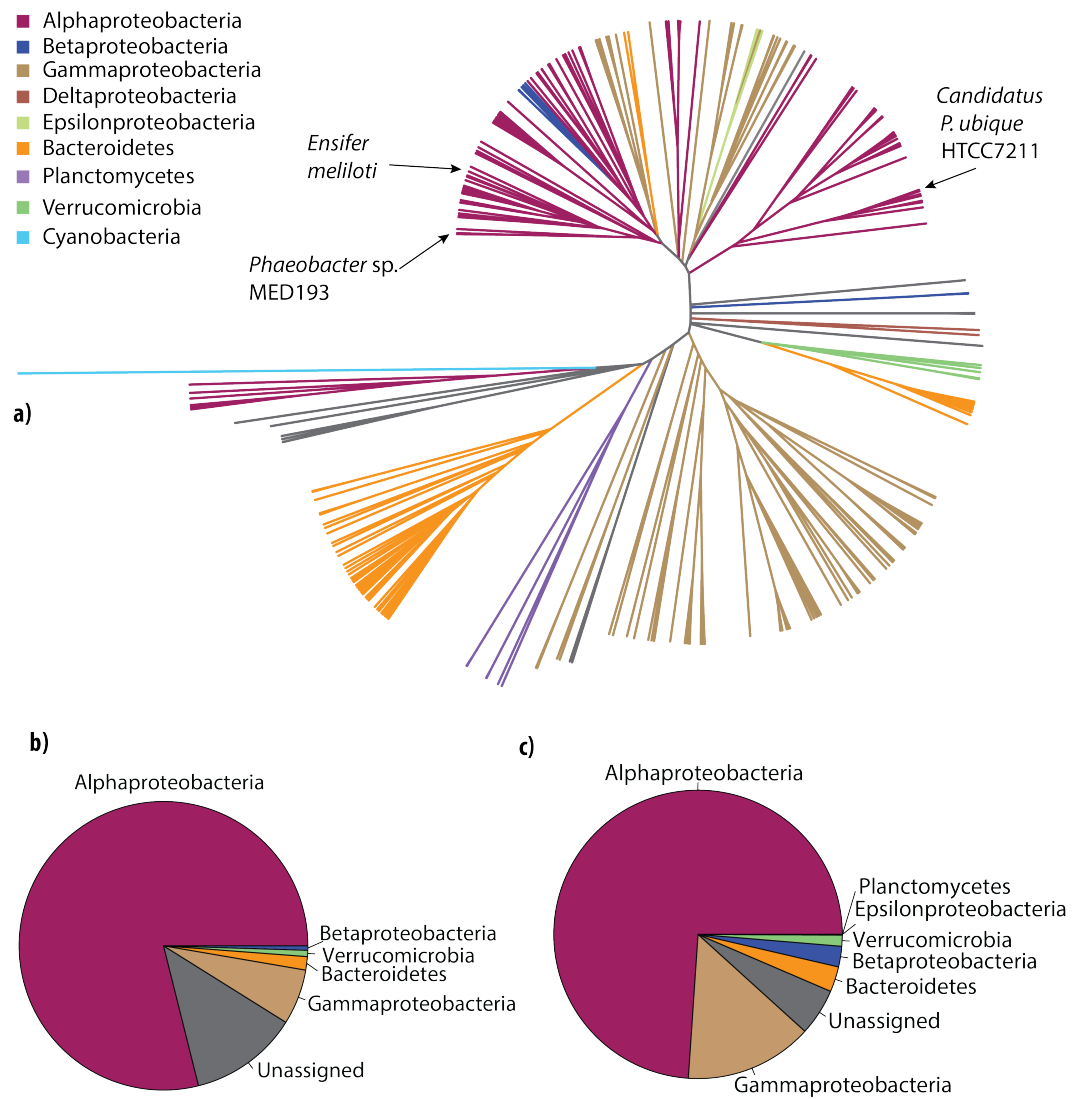 Alphaproteobacteria
Betaproteobacteria
Gammaproteobacteria
Deltaproteobacteria
Epsilonproteobacteria
Bacteroidetes
Planctomycetes
Verrucomicrobia
Cyanobacteria
Ensifer
meliloti
Candidatus
P. ubique
HTCC7211
Phaeobacter sp.
MED193
a)
b)
Alphaproteobacteria
Betaproteobacteria
Verrucomicrobia
Bacteroidetes
Gammaproteobacteria
Unassigned
c)
Alphaproteobacteria
Planctomycetes
Epsilonproteobacteria
Verrucomicrobia
Betaproteobacteria
Bacteroidetes
Unassigned
Gammaproteobacteria